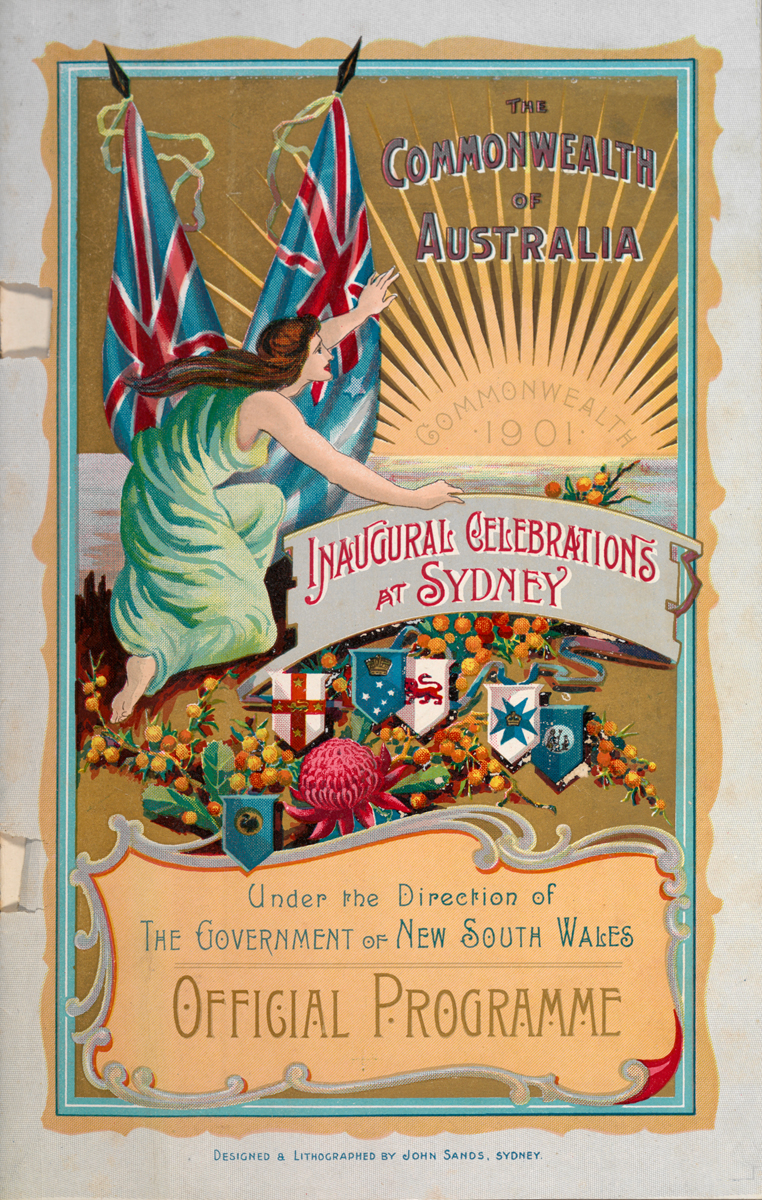 THE
COMMONWEALTH
OF
AUSTRALIA
COMMONWEALTH
·1901·
INAUGURAL CELEBRATIONS
AT SYDNEY
Under the Direction of
THE GOVERNMENT OF NEW SOUTH WALES
OFFICIAL PROGRAMME
DESIGNED & LITHOGRAPHED BY JOHN SANDS, SYDNEY.